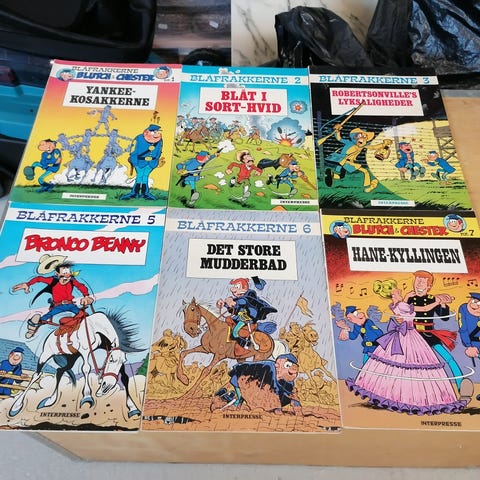 BLÅFRAKKERNE
BLUTCH & CHESTER
1
YANKEE-
KOSAKKERNE
INTERPRESSE
BLÅFRAKKERNE 2
BLÅT I
SORT-HVID
INTERPRESSE
BLÅFRAKKERNE 3
ROBERTSONVILLE'S
LYKSALIGHEDER
INTERPRESSE
BLÅFRAKKERNE 5
BRONCO BENNY
INTERPRESSE
BLÅFRAKKERNE 6
DET STORE
MUDDERBAD
INTERPRESSE
BLÅFRAKKERNE
BLUTCH & CHESTER
NR. 7
HANE-KYLLINGEN
INTERPRESSE